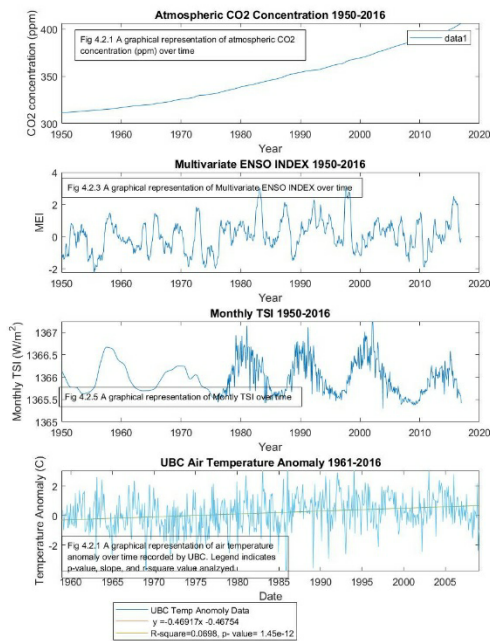 Atmospheric CO2 Concentration 1950-2016
CO2 concentration (ppm)
400
350
300
Fig 4.2.1 A graphical representation of atmospheric CO2
concentration (ppm) over time
data1
1950 1960 1970 1980 1990 2000 2010 2020
Year
Multivariate ENSO INDEX 1950-2016
MEI
4
2
0
-2
Fig 4.2.3 A graphical representation of Multivariate ENSO INDEX over time
1950 1960 1970 1980 1990 2000 2010 2020
Year
Monthly TSI 1950-2016
Monthly TSI (W/m²)
1367
1366.5
1366
1365.5
1365
Fig 4.2.5 A graphical representation of Montly TSI over time
1950 1960 1970 1980 1990 2000 2010 2020
Year
UBC Air Temperature Anomaly 1961-2016
Temperature Anomaly (C)
2
0
-2
Fig 4.2.1 A graphical representation of air temperature
anomaly over time recorded by UBC. Legend indicates
p-value, slope, and r-square value analzyed.
1960 1965 1970 1975 1980 1985 1990 1995 2000 2005
Date
UBC Temp Anomoly Data
y =-0.46917x -0.46754
R-square=0.0898, p- value= 1.45e-12